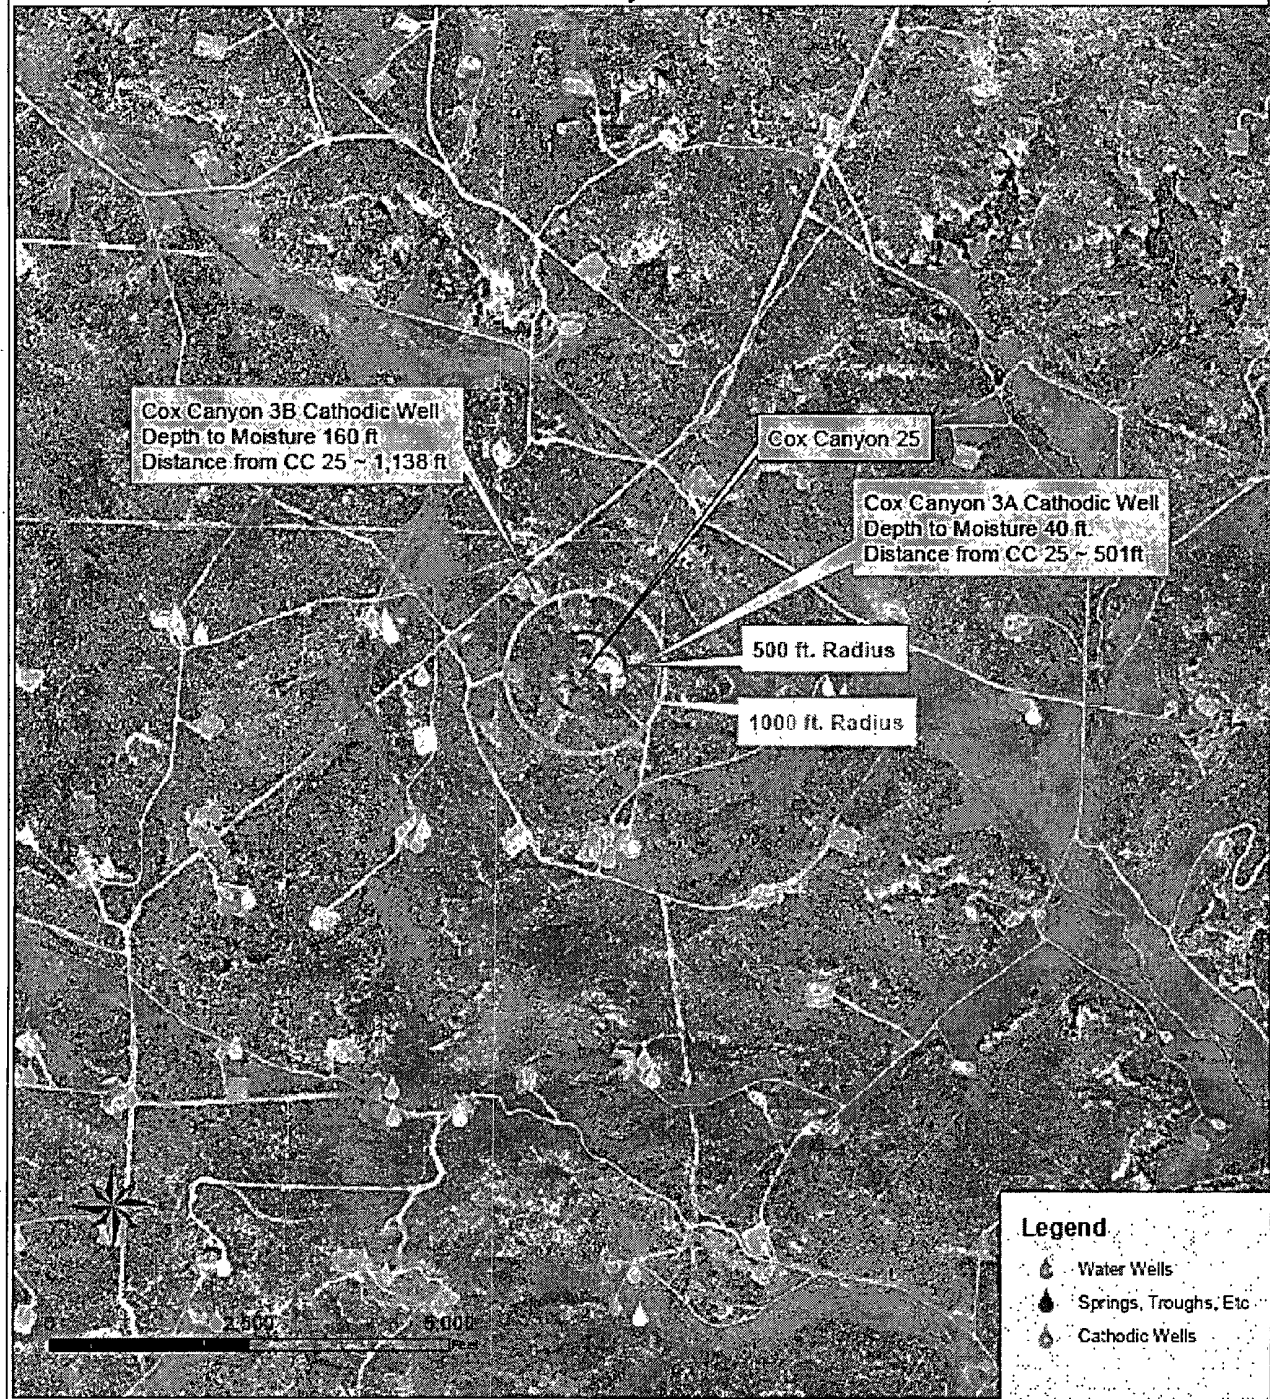 Cox Canyon 3B Cathodic Well
Depth to Moisture 160 ft
Distance from CC 25 ~ 1,138 ft
Cox Canyon 25
Cox Canyon 3A Cathodic Well
Depth to Moisture 40 ft.
Distance from CC 25 ~ 501ft
500 ft. Radius
1000 ft. Radius
0 2,500 5,000
Legend
Water Wells
Springs, Troughs, Etc
Cathodic Wells